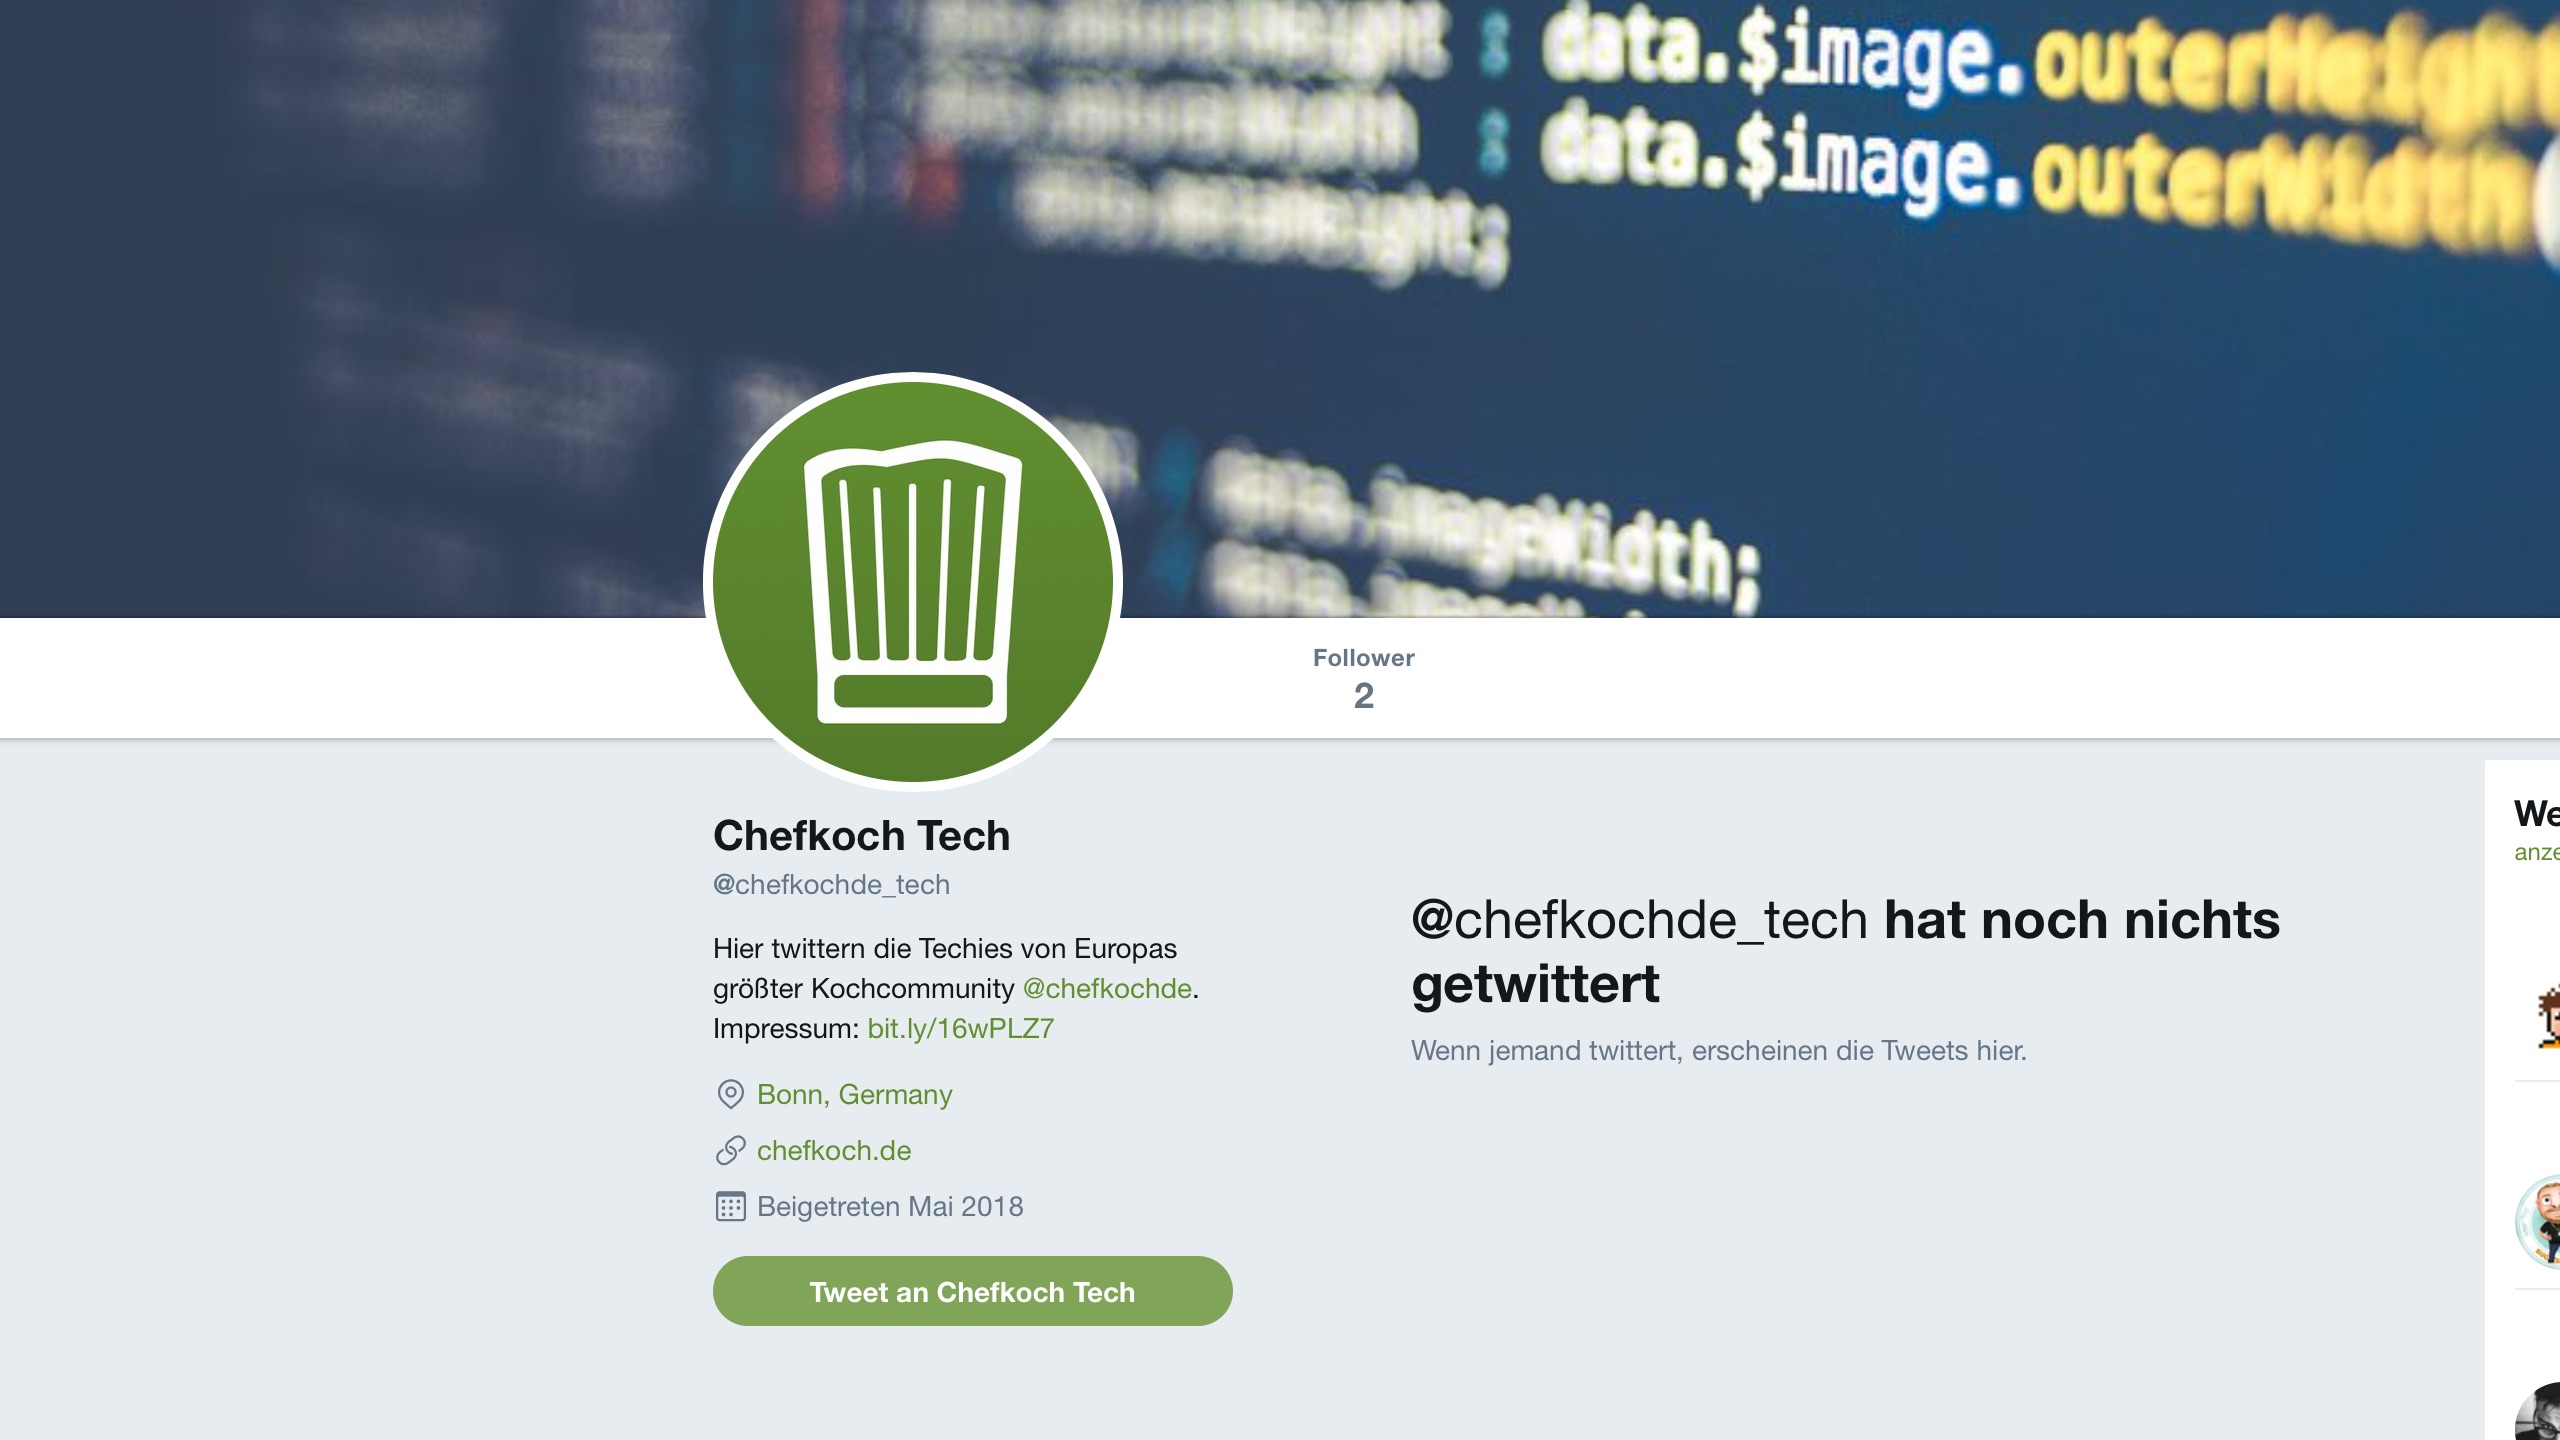 data.$image.outerHeight
data.$image.outerWidth
data.imageWidth;
Follower
2
Chefkoch Tech
@chefkochde_tech
Hier twittern die Techies von Europas
größter Kochcommunity @chefkochde.
Impressum: bit.ly/16wPLZ7
Bonn, Germany
chefkoch.de
Beigetreten Mai 2018
Tweet an Chefkoch Tech
@chefkochde_tech hat noch nichts
getwittert
Wenn jemand twittert, erscheinen die Tweets hier.